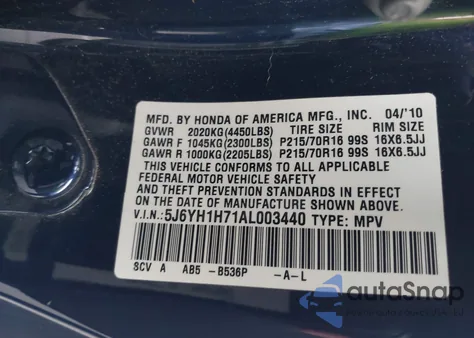 MFD. BY HONDA OF AMERICA MFG., INC. 04/'10
GVWR 2020KG(4450LBS) TIRE SIZE RIM SIZE
GAWR F 1045KG(2300LBS) P215/70R16 99S 16X6.5JJ
GAWR R 1000KG(2205LBS) P215/70R16 99S 16X6.5JJ
THIS VEHICLE CONFORMS TO ALL APPLICABLE
FEDERAL MOTOR VEHICLE SAFETY
AND THEFT PREVENTION STANDARDS IN EFFECT ON
THE DATE OF MANUFACTURE SHOWN ABOVE.
V.I.N.: 5J6YH1H71AL003440 TYPE: MPV
SCV A AB5 -B536P -A-L
autoSnap